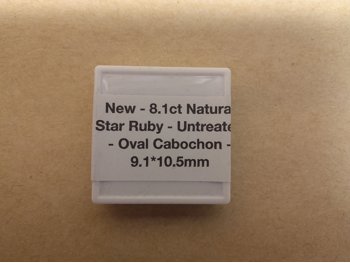 New - 8.1ct Natura
Star Ruby - Untreate
- Oval Cabochon -
9.1*10.5mm